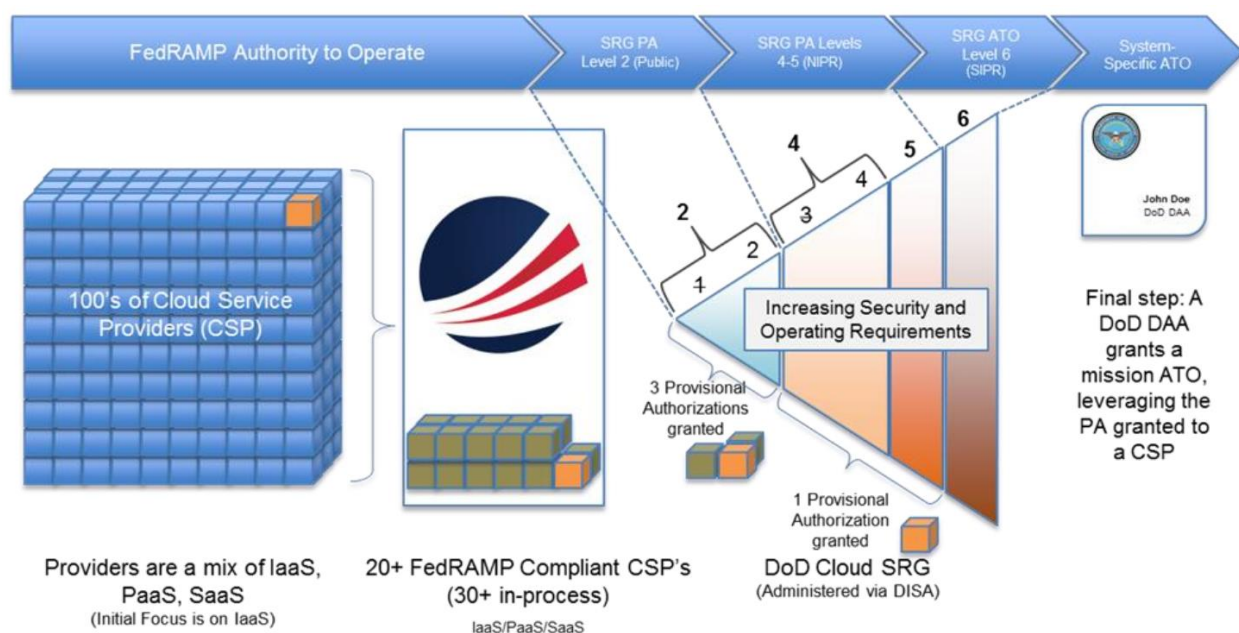 FedRAMP Authority to Operate
SRG PA
Level 2 (Public)
SRG PA Levels
4-5 (NIPR)
SRG ATO
Level 6
(SIPR)
System-
Specific ATO
100's of Cloud Service
Providers (CSP)
Providers are a mix of IaaS,
PaaS, SaaS
(Initial Focus is on IaaS)
20+ FedRAMP Compliant CSP's
(30+ in-process)
IaaS/PaaS/SaaS
2
1
2
4
3
4
5
6
Increasing Security and
Operating Requirements
3 Provisional
Authorizations
granted
1 Provisional
Authorization
granted
DoD Cloud SRG
(Administered via DISA)
John Doe
DoD DAA
Final step: A
DoD DAA
grants a
mission ATO,
leveraging the
PA granted to
a CSP